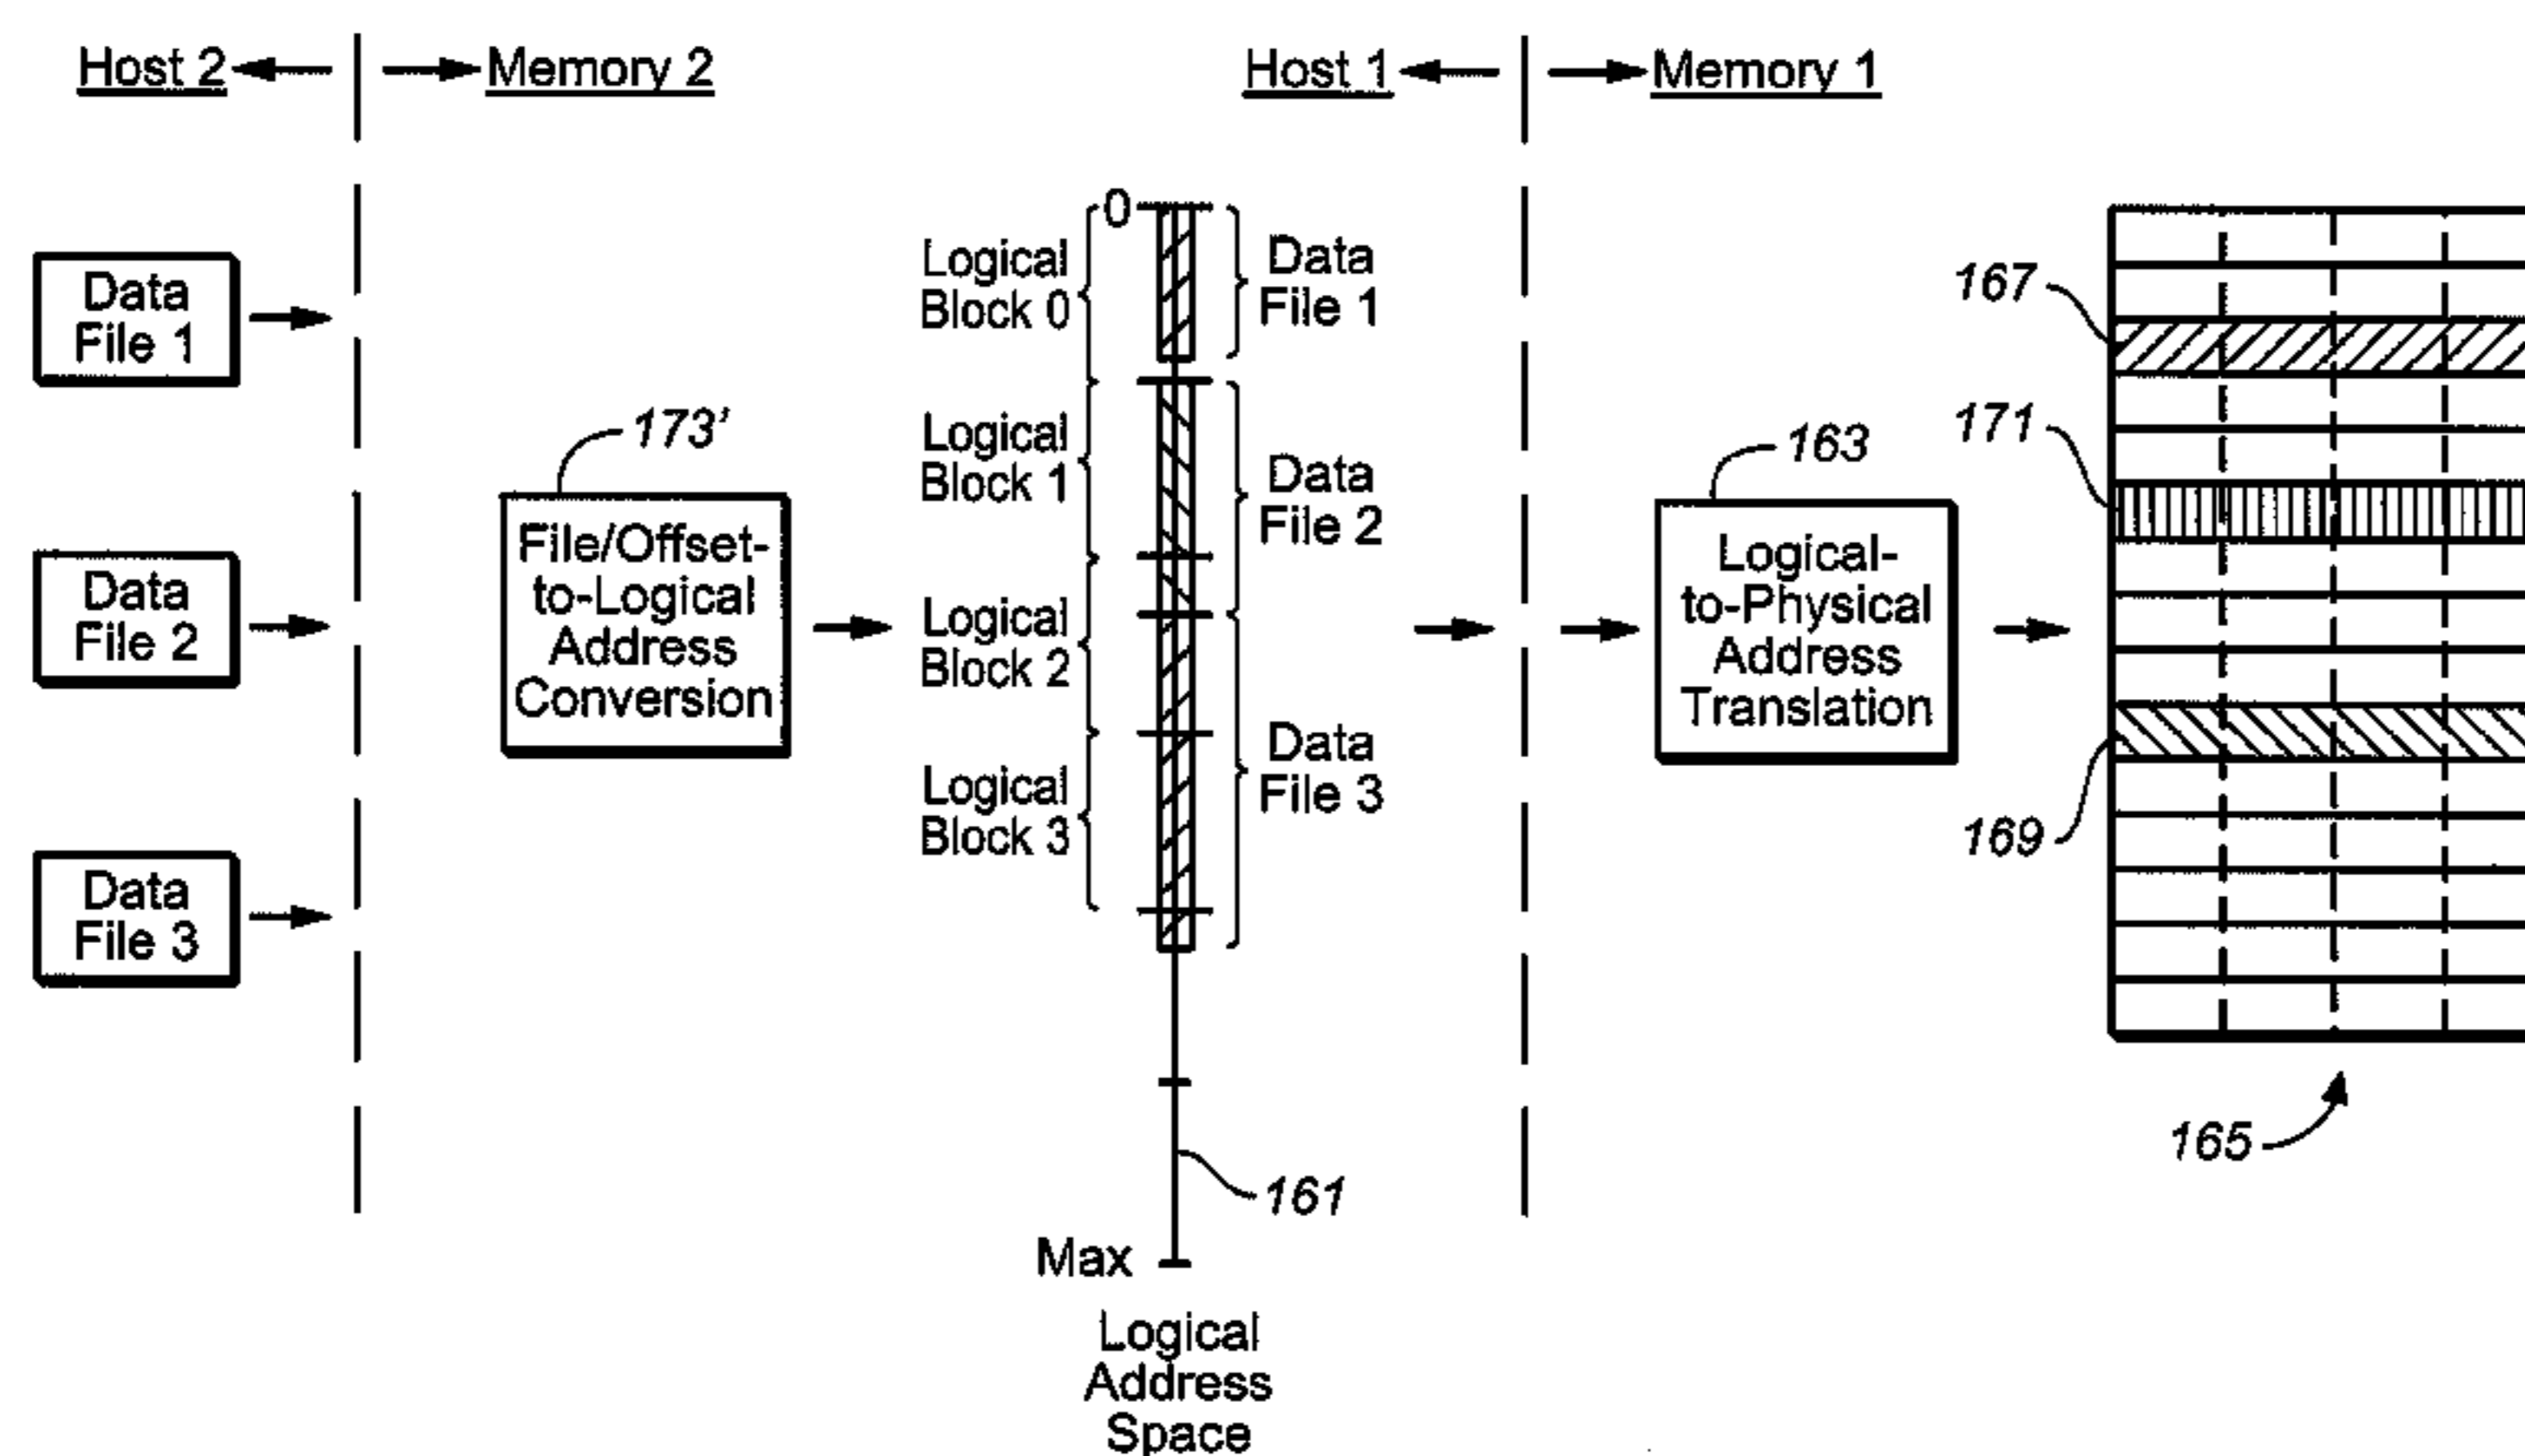 Host 2
Memory 2
Host 1
Memory 1
Data
File 1
Data
File 2
Data
File 3
173'
File/Offset-
to-Logical
Address
Conversion
0
Logical
Block 0
Logical
Block 1
Logical
Block 2
Logical
Block 3
Data
File 1
Data
File 2
Data
File 3
161
Max
Logical
Address
Space
163
Logical-
to-Physical
Address
Translation
167
171
169
165